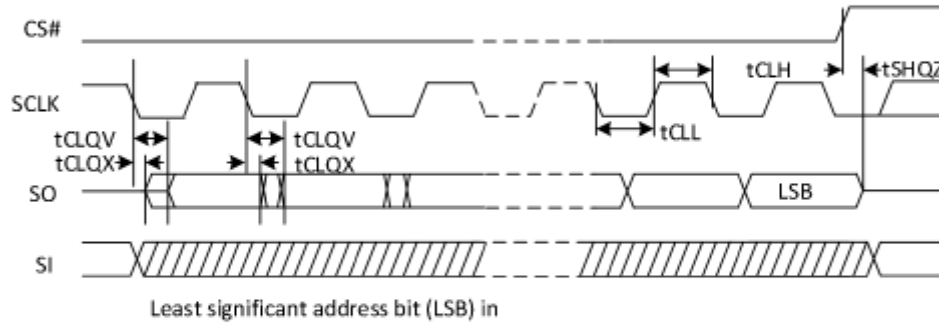 CS#
tCLH
tSHQZ
SCLK
tCLL
tCLQV
tCLQV
tCLQX
tCLQX
SO
LSB
SI
Least significant address bit (LSB) in